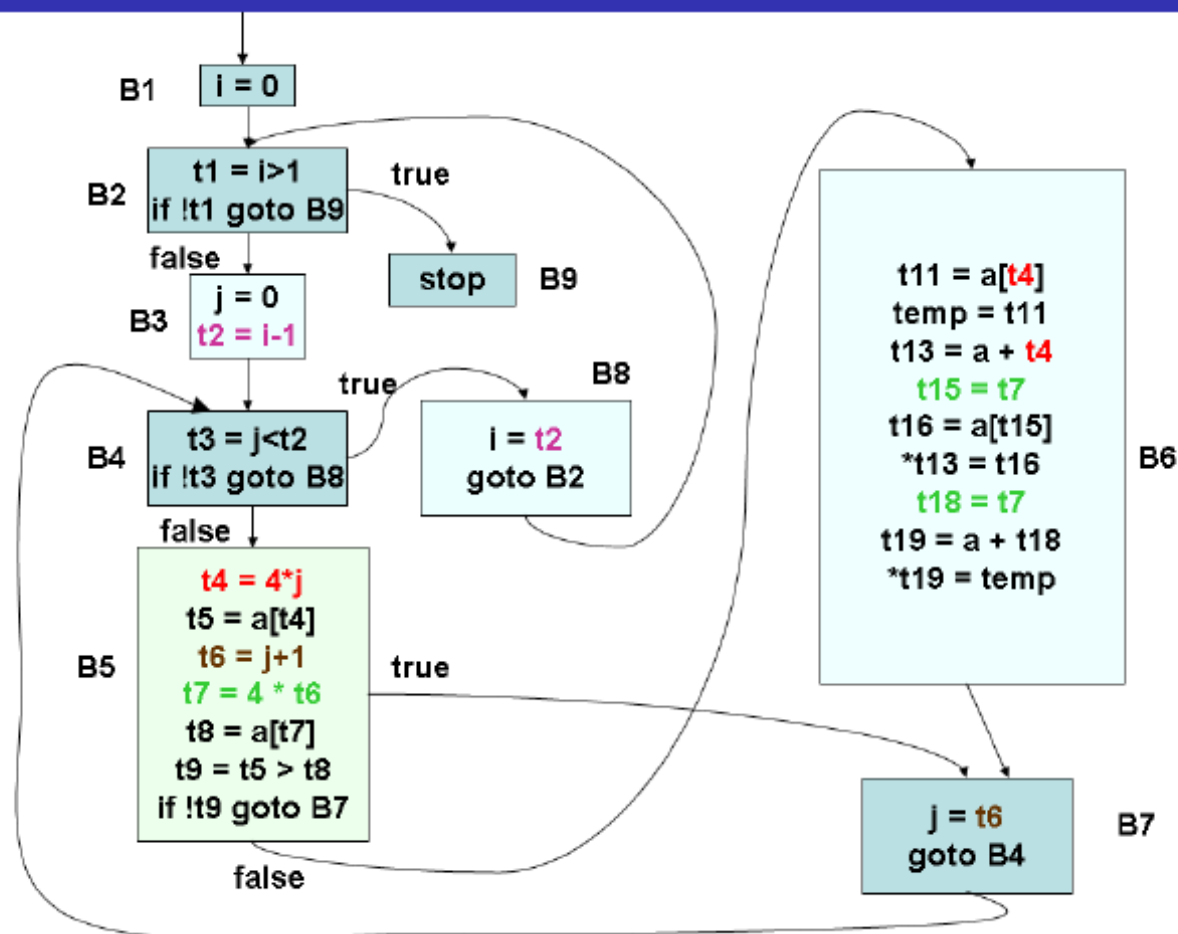 B1
i = 0
B2
t1 = i>1
if !t1 goto B9
true
false
stop
B9
B3
j = 0
t2 = i-1
true
B4
t3 = j<t2
if !t3 goto B8
B8
i = t2
goto B2
false
B5
t4 = 4*j
t5 = a[t4]
t6 = j+1
t7 = 4 * t6
t8 = a[t7]
t9 = t5 > t8
if !t9 goto B7
true
false
t11 = a[t4]
temp = t11
t13 = a + t4
t15 = t7
t16 = a[t15]
*t13 = t16
t18 = t7
t19 = a + t18
*t19 = temp
B6
j = t6
goto B4
B7